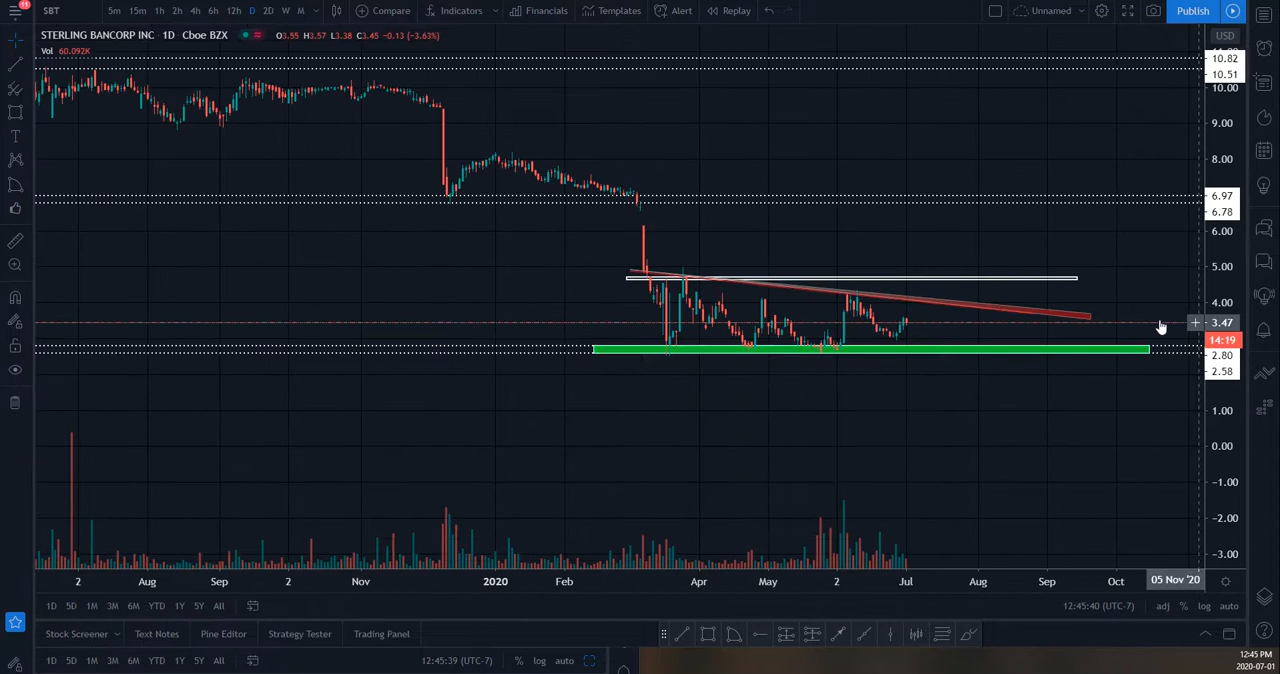 11
SBT 5m 15m 1h 2h 4h 6h 12h D 2D W M Compare Indicators Financials Templates Alert Replay Unnamed Publish
STERLING BANCORP INC 1D Cboe BZX O3.55 H3.57 L3.38 C3.45 -0.13 (-3.63%)
Vol 60.092K
USD
10.82
10.51
10.00
9.00
8.00
6.97
6.78
6.00
5.00
4.00
3.47
14:19
2.80
2.58
1.00
0.00
-1.00
-2.00
-3.00
2 Aug Sep 2 Nov 2020 Feb Apr May 2 Jul Aug Sep Oct 05 Nov '20
1D 5D 1M 3M 6M YTD 1Y 5Y All 12:45:40 (UTC-7) adj % log auto
Stock Screener Text Notes Pine Editor Strategy Tester Trading Panel
1D 5D 1M 3M 6M YTD 1Y 5Y All 12:45:39 (UTC-7) % log auto
12:45 PM
2020-07-01